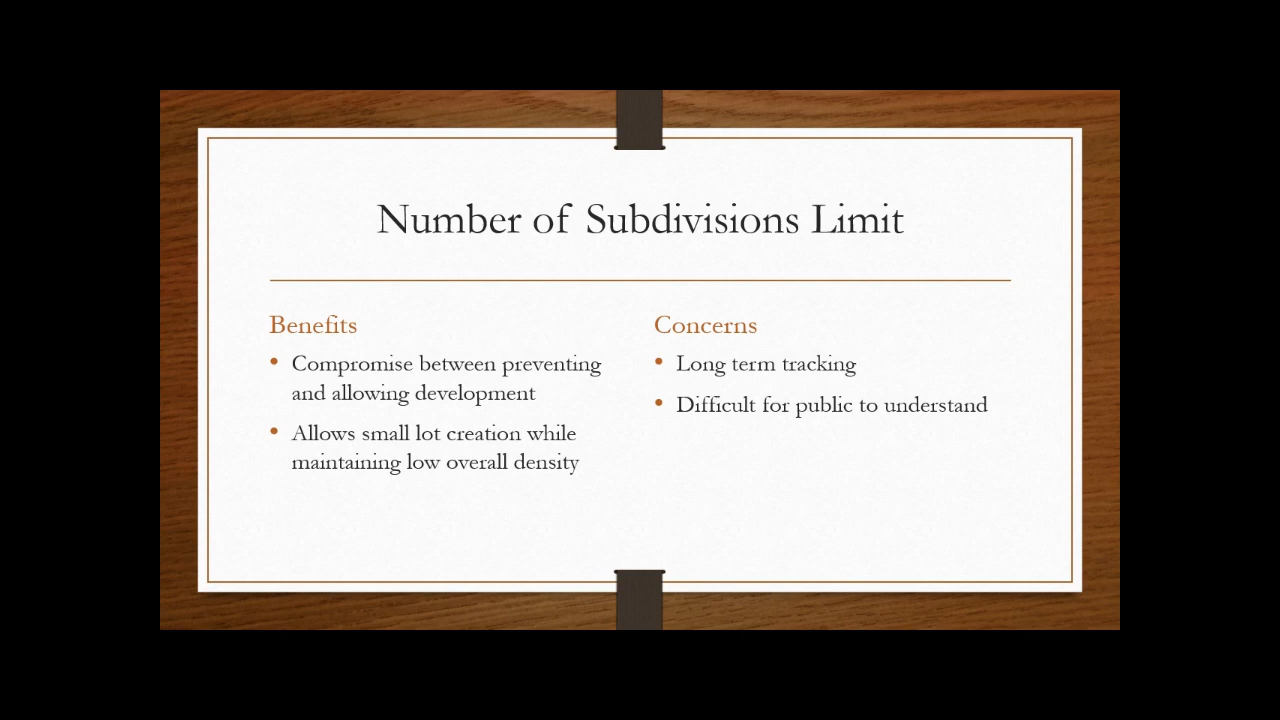 Number of Subdivisions Limit
Benefits
• Compromise between preventing
and allowing development
• Allows small lot creation while
maintaining low overall density
Concerns
• Long term tracking
• Difficult for public to understand